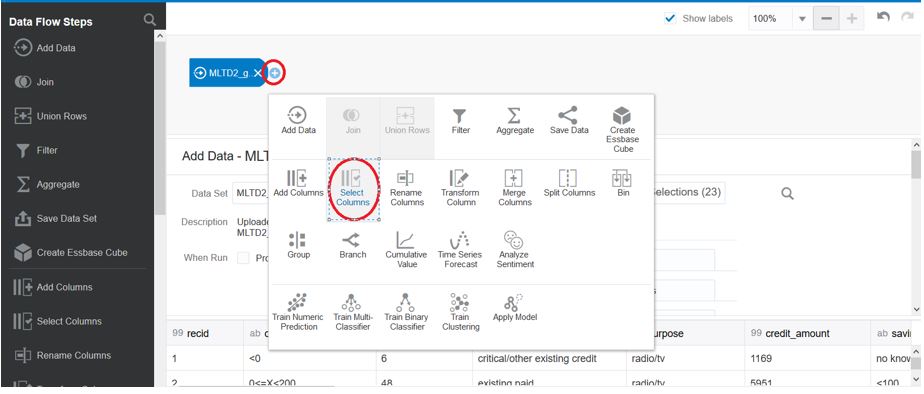 Data Flow Steps
Add Data
Join
Union Rows
Filter
Aggregate
Save Data Set
Create Essbase Cube
Add Columns
Select Columns
Rename Columns
Show labels
100%
MLTD2_g..
Add Data
Join
Union Rows
Filter
Aggregate
Save Data
Create
Essbase
Cube
Add Columns
Select
Columns
Rename
Columns
Transform
Column
Merge
Columns
Split Columns
Bin
Group
Branch
Cumulative
Value
Time Series
Forecast
Analyze
Sentiment
Train Numeric
Prediction
Train Multi-
Classifier
Train Binary
Classifier
Train
Clustering
Apply Model
Add Data - MLT
Data Set MLTD2_
elections (23)
Description Uploade
MLTD2_
When Run Pro
99 recid
urpose
99 credit_amount
ab savi
1 <0 6 critical/other existing credit radio/tv 1169 no know
2 0<=X<200 48 existing paid radio/tv 5951 <100